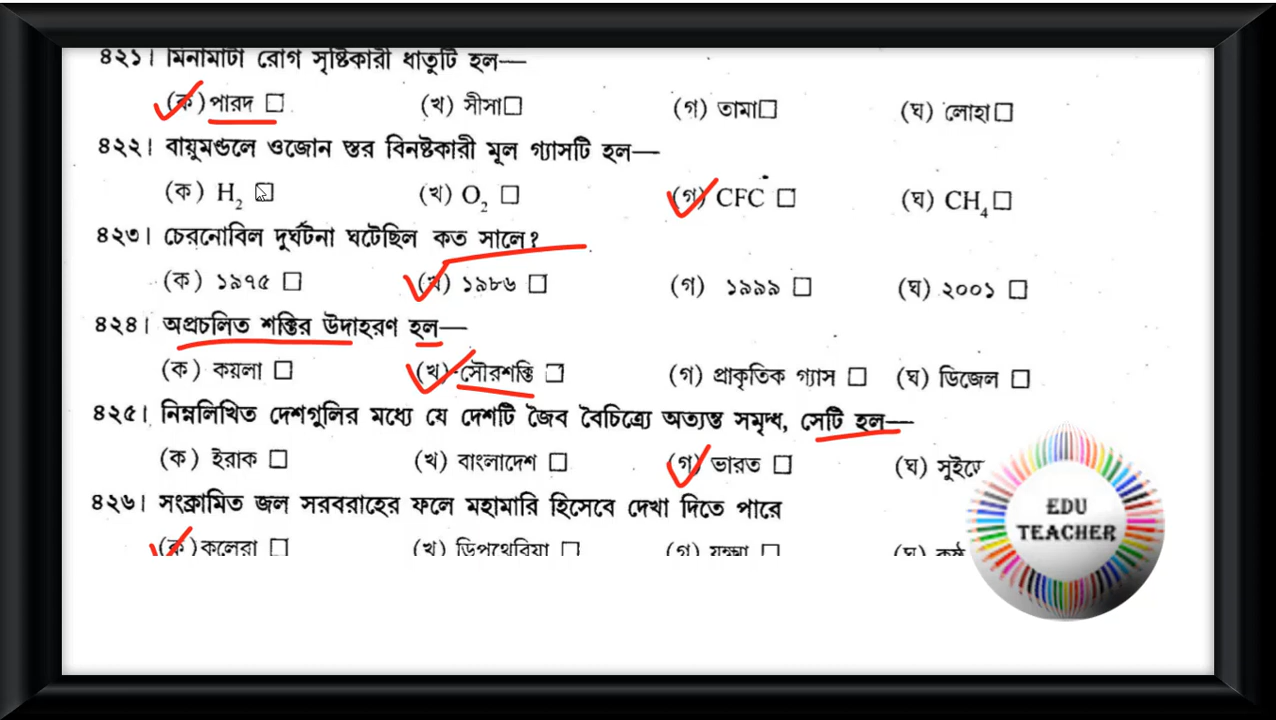 ৪২১। মিনামাটা রোগ সৃষ্টিকারী ধাতুটি হল—
(ক) পারদ □ (খ) সীসা □ (গ) তামা □ (ঘ) লোহা □
৪২২। বায়ুমণ্ডলে ওজোন স্তর বিনষ্টকারী মূল গ্যাসটি হল—
(ক) H₂ □ (খ) O₂ □ (গ) CFC □ (ঘ) CH₄ □
৪২৩। চেরনোবিল দুর্ঘটনা ঘটেছিল কত সালে?
(ক) ১৯৭৫ □ (খ) ১৯৮৬ □ (গ) ১৯৯৯ □ (ঘ) ২০০১ □
৪২৪। অপ্রচলিত শক্তির উদাহরণ হল—
(ক) কয়লা □ (খ) সৌরশক্তি □ (গ) প্রাকৃতিক গ্যাস □ (ঘ) ডিজেল □
৪২৫। নিম্নলিখিত দেশগুলির মধ্যে যে দেশটি জৈব বৈচিত্র্যে অত্যন্ত সমৃদ্ধ, সেটি হল—
(ক) ইরাক □ (খ) বাংলাদেশ □ (গ) ভারত □ (ঘ)
৪২৬। সংক্রামিত জল সরবরাহের ফলে মহামারি হিসেবে দেখা দিতে পারে
(ক) কলেরা □ (খ) ডিপথেরিয়া □ (গ) যক্ষ্মা □ (ঘ)
EDU
TEACHER